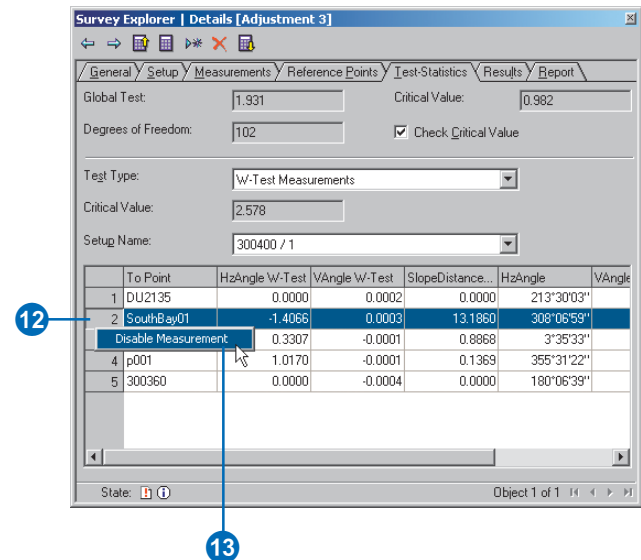 Survey Explorer | Details [Adjustment 3]
General Setup Measurements Reference Points Test-Statistics Results Report
Global Test: 1.931 Critical Value: 0.982
Degrees of Freedom: 102 Check Critical Value
Test Type: W-Test Measurements
Critical Value: 2.578
Setup Name: 300400 / 1
To Point HzAngle W-Test VAngle W-Test SlopeDistance... HzAngle VAngle
1 DU2135 0.0000 0.0002 0.0000 213°30'03"
12 2 SouthBay01 -1.4066 0.0003 13.1860 308°06'59"
Disable Measurement 0.3307 -0.0001 0.8868 3°35'33"
4 p001 1.0170 -0.0001 0.1369 355°31'22"
5 300360 0.0000 -0.0004 0.0000 180°06'39"
State: Object 1 of 1
13